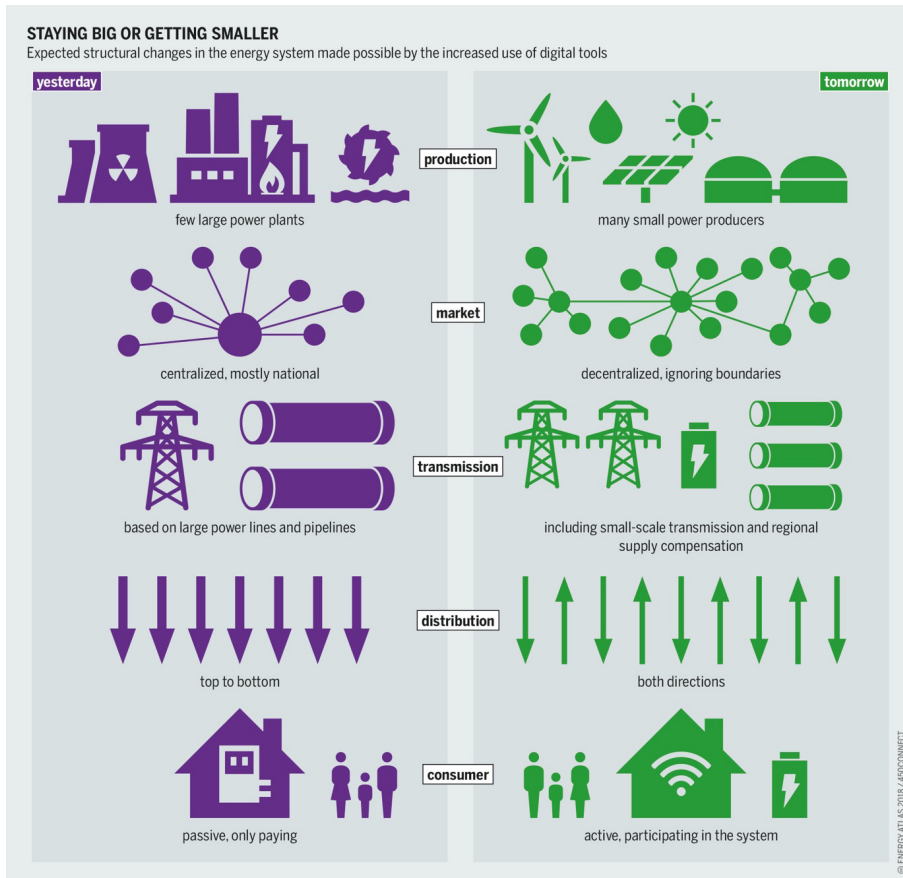 STAYING BIG OR GETTING SMALLER
Expected structural changes in the energy system made possible by the increased use of digital tools
yesterday
tomorrow
production
few large power plants
many small power producers
market
centralized, mostly national
decentralized, ignoring boundaries
transmission
based on large power lines and pipelines
including small-scale transmission and regional
supply compensation
distribution
top to bottom
both directions
consumer
passive, only paying
active, participating in the system
© ENERGY ATLAS 2018 / 450CONNECT